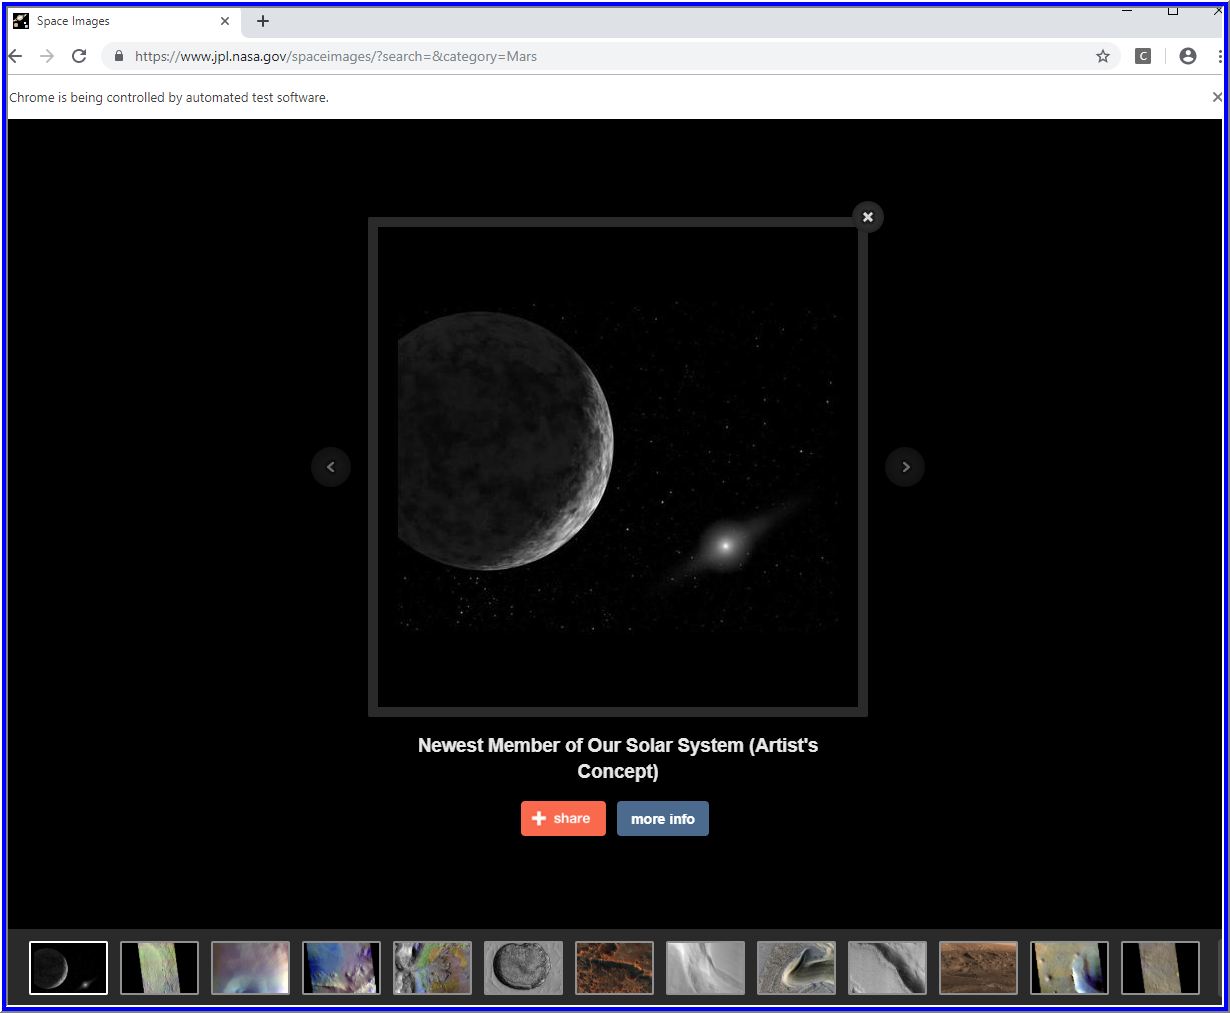 Space Images
https://www.jpl.nasa.gov/spaceimages/?search=&category=Mars
C
Chrome is being controlled by automated test software.
Newest Member of Our Solar System (Artist's
Concept)
share
more info